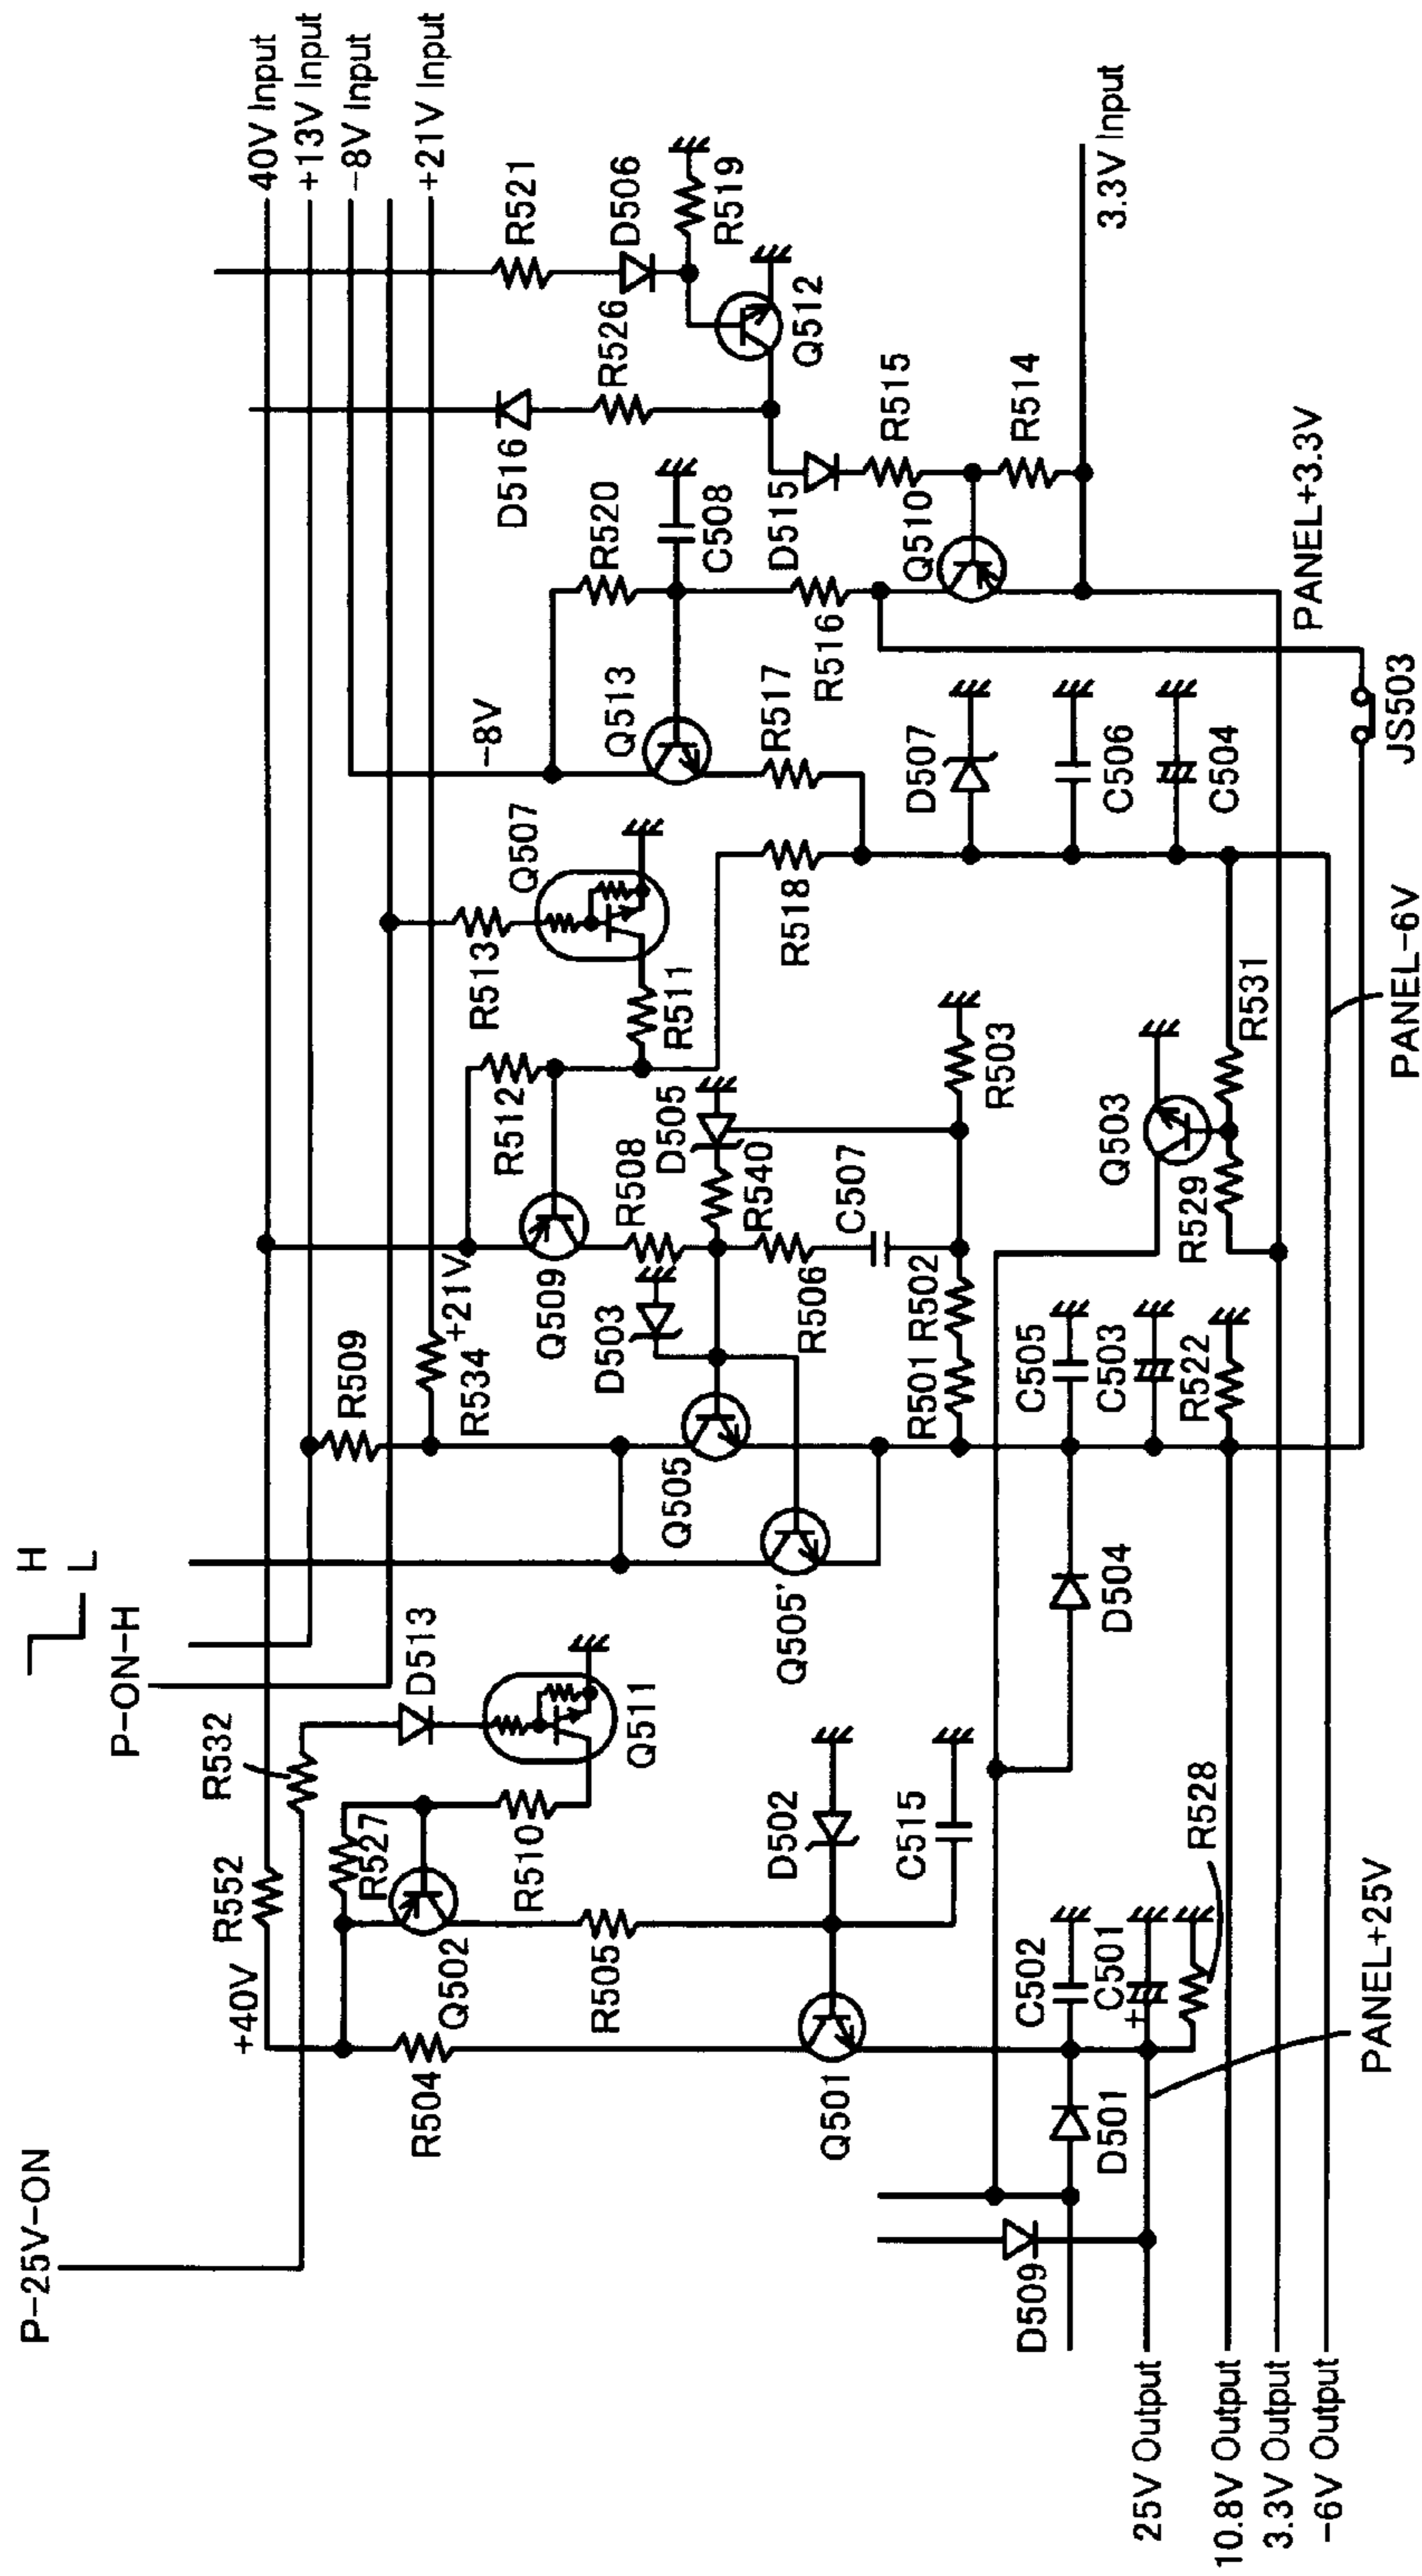 P-25V-ON
P-ON-H
H
L
40V Input
+13V Input
-8V Input
+21V Input
R532
R552
+40V
D513
R509
R534
+21V
R527
Q502
R504
R510
Q511
R505
D502
C515
Q501
Q505'
Q505
D503
Q509
R512
R508
D505
R540
R506
C507
R501
R502
R503
R513
Q507
R511
-8V
Q513
R520
C508
D516
R526
R521
D506
R519
Q512
D515
R515
R514
Q510
R516
R517
R518
3.3V Input
D507
C506
C504
PANEL+3.3V
JS503
PANEL-6V
R531
Q503
R529
C505
C503
R522
D504
R528
C502
C501
+
D501
D509
PANEL+25V
25V Output
10.8V Output
3.3V Output
-6V Output